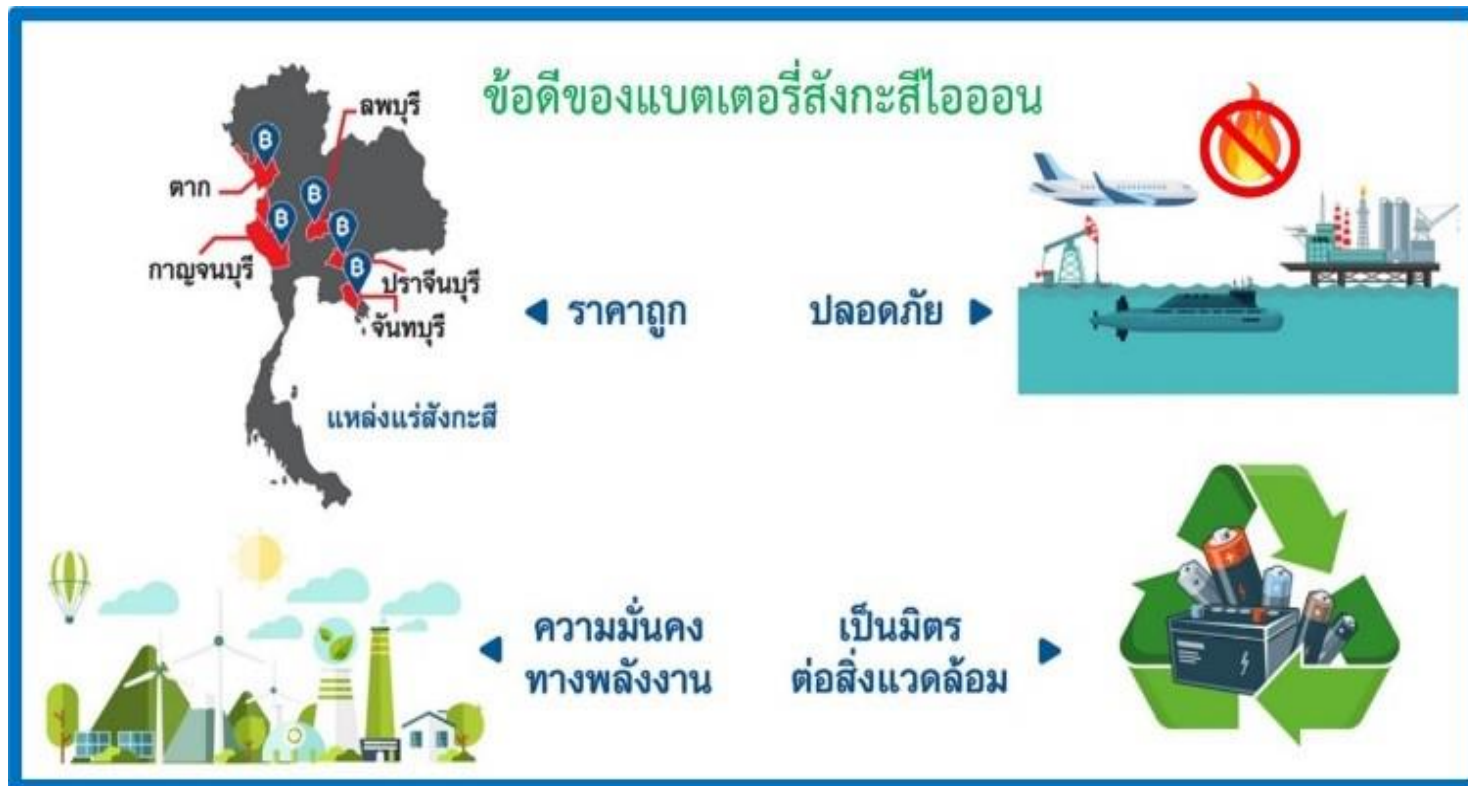 ข้อดีของแบตเตอรี่สังกะสีไอออน
ลพบุรี
ตาก
กาญจนบุรี
ปราจีนบุรี
จันทบุรี
แหล่งแร่สังกะสี
ราคาถูก
ปลอดภัย
ความมั่นคง
ทางพลังงาน
เป็นมิตร
ต่อสิ่งแวดล้อม